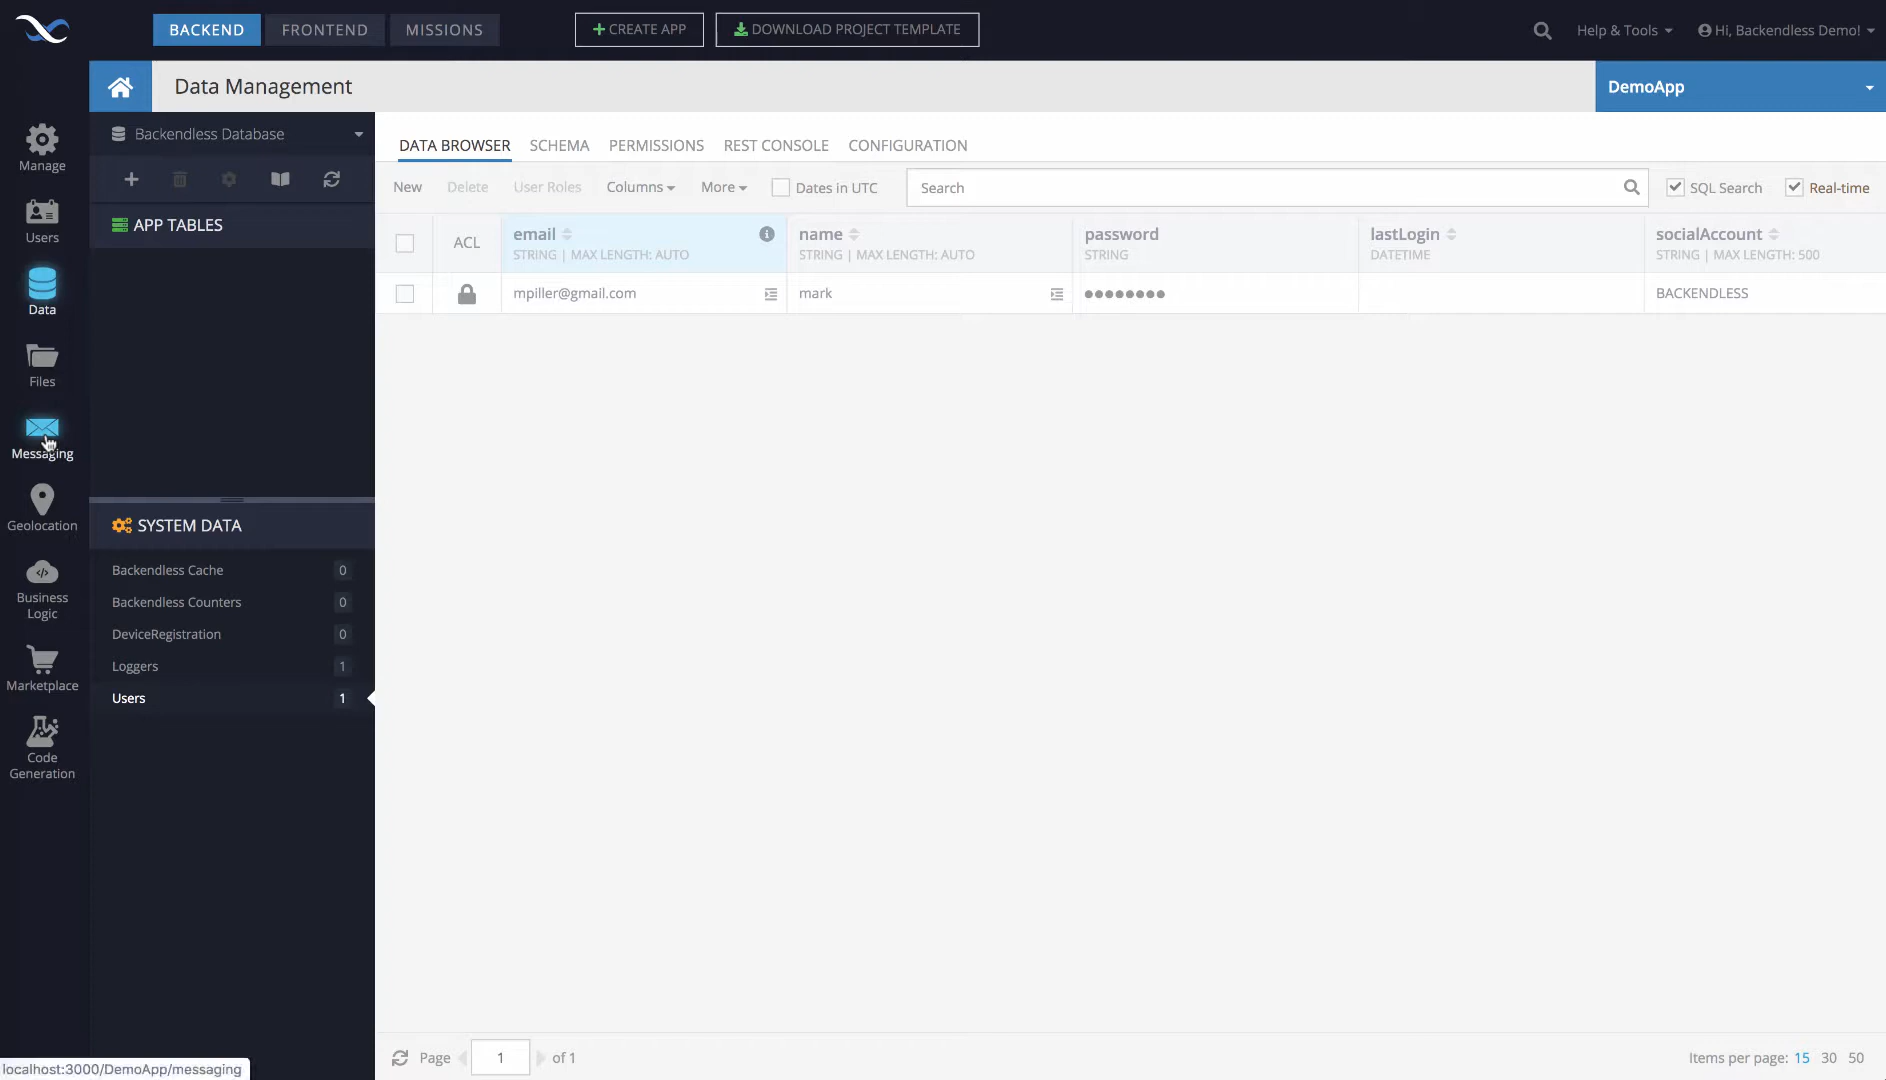 BACKEND
FRONTEND
MISSIONS
CREATE APP
DOWNLOAD PROJECT TEMPLATE
Help & Tools
Hi, Backendless Demo!
Data Management
DemoApp
Manage
Users
Data
Files
Messaging
Geolocation
Business
Logic
Marketplace
Code
Generation
Backendless Database
APP TABLES
SYSTEM DATA
Backendless Cache 0
Backendless Counters 0
DeviceRegistration 0
Loggers 1
Users 1
DATA BROWSER
SCHEMA
PERMISSIONS
REST CONSOLE
CONFIGURATION
New
Delete
User Roles
Columns
More
Dates in UTC
Search
SQL Search
Real-time
ACL
email
STRING | MAX LENGTH: AUTO
name
STRING | MAX LENGTH: AUTO
password
STRING
lastLogin
DATETIME
socialAccount
STRING | MAX LENGTH: 500
mpiller@gmail.com
mark
●●●●●●●●
BACKENDLESS
Page 1 of 1
Items per page: 15 30 50
localhost:3000/DemoApp/messaging